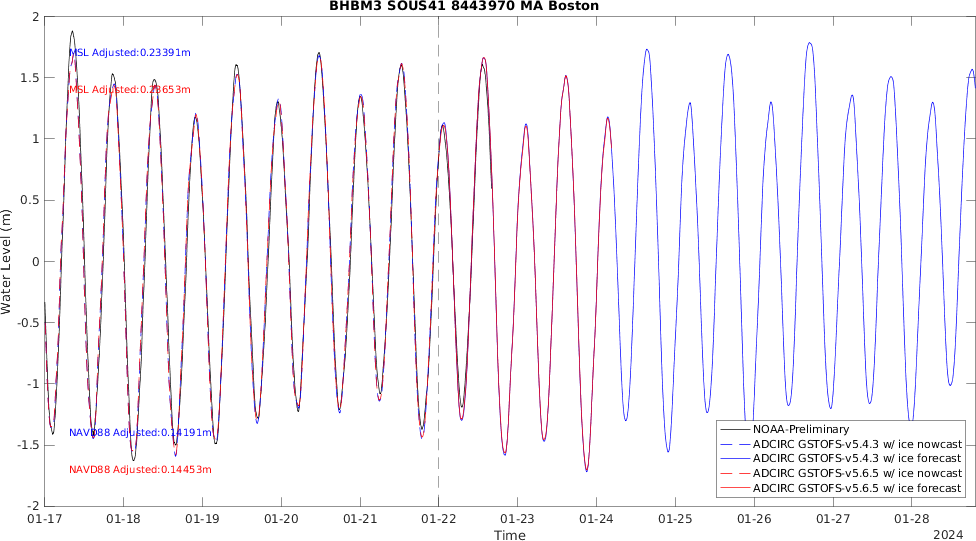 BHBM3 SOUS41 8443970 MA Boston
2
1.5
1
0.5
0
-0.5
-1
-1.5
-2
Water Level (m)
MSL Adjusted:0.23391m
MSL Adjusted:0.23653m
NAVD88 Adjusted:0.14191m
NAVD88 Adjusted:0.14453m
NOAA-Preliminary
ADCIRC GSTOFS-v5.4.3 w/ ice nowcast
ADCIRC GSTOFS-v5.4.3 w/ ice forecast
ADCIRC GSTOFS-v5.6.5 w/ ice nowcast
ADCIRC GSTOFS-v5.6.5 w/ ice forecast
01-17 01-18 01-19 01-20 01-21 01-22 01-23 01-24 01-25 01-26 01-27 01-28
Time
2024